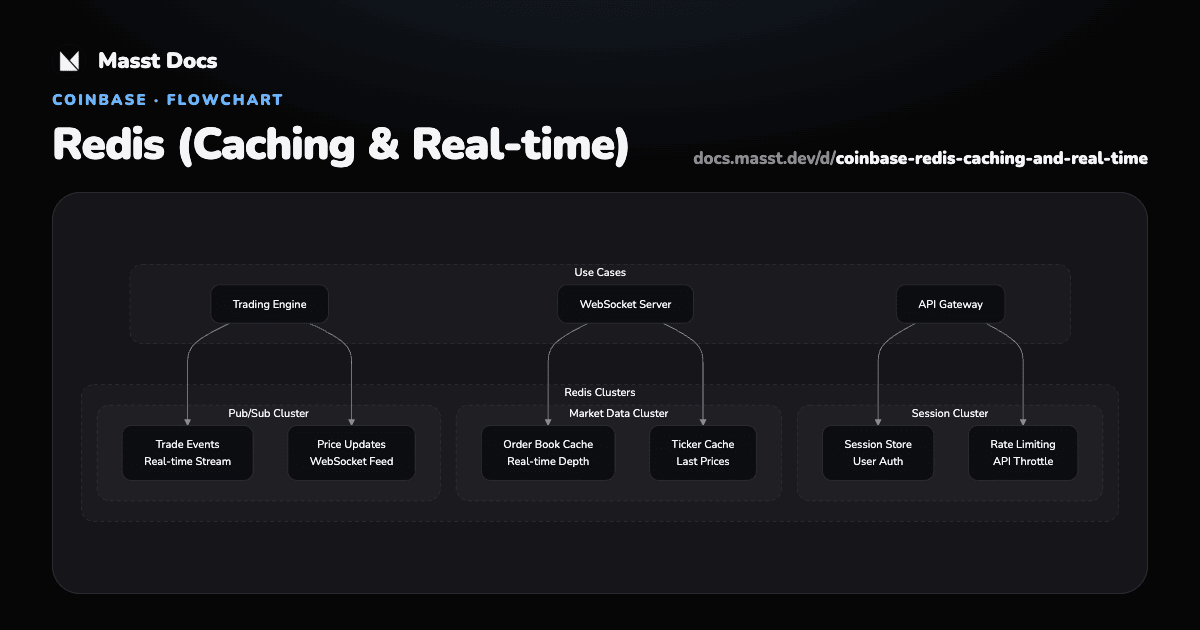 Masst Docs
COINBASE · FLOWCHART
Redis (Caching & Real-time)
docs.masst.dev/d/coinbase-redis-caching-and-real-time
Use Cases
Trading Engine
WebSocket Server
API Gateway
Redis Clusters
Pub/Sub Cluster
Market Data Cluster
Session Cluster
Trade Events
Real-time Stream
Price Updates
WebSocket Feed
Order Book Cache
Real-time Depth
Ticker Cache
Last Prices
Session Store
User Auth
Rate Limiting
API Throttle